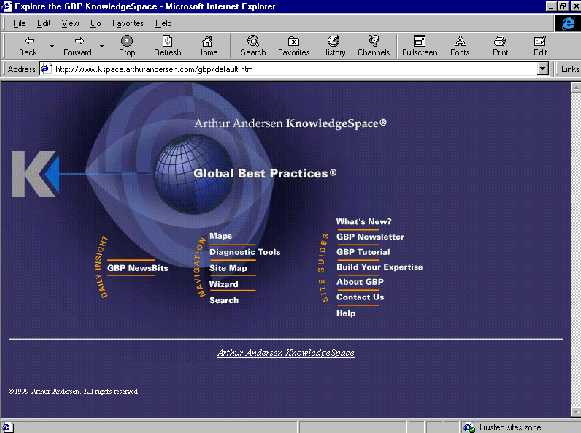 Explore the GBP KnowledgeSpace - Microsoft Internet Explorer
File Edit View Go Favorites Help
Back Forward Stop Refresh Home Search Favorites History Channels Fullscreen Fonts Print Edit
Address http://www.kspace.arthurandersen.com/gbp/default.htm Links
Arthur Andersen KnowledgeSpace®
K
Global Best Practices®
DAILY INSIGHT
GBP NewsBits
NAVIGATION
Maps
Diagnostic Tools
Site Map
Wizard
Search
SITE GUIDES
What's New?
GBP Newsletter
GBP Tutorial
Build Your Expertise
About GBP
Contact Us
Help
Arthur Andersen KnowledgeSpace
Arthur Andersen. All rights reserved.
Trusted sites zone